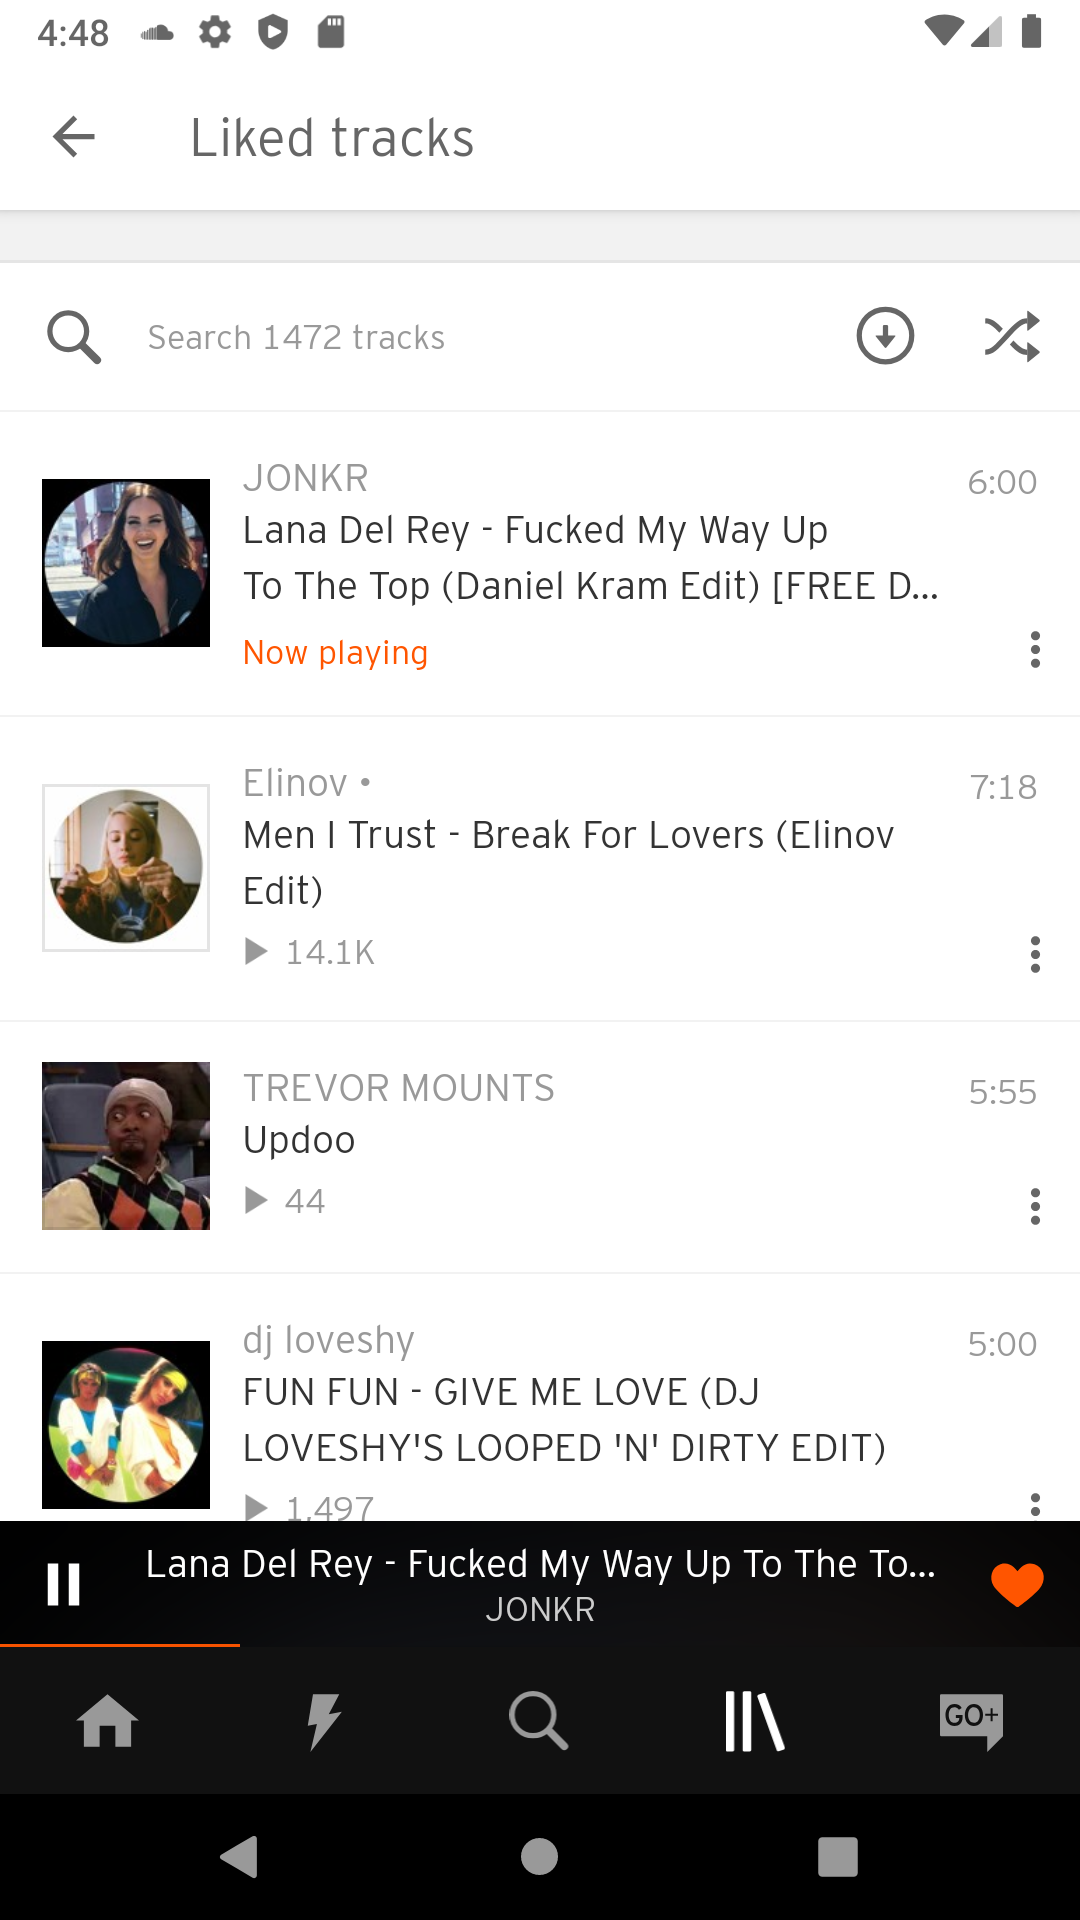 4:48
Liked tracks
Search 1472 tracks
JONKR
6:00
Lana Del Rey - Fucked My Way Up
To The Top (Daniel Kram Edit) [FREE D...
Now playing
Elinov •
7:18
Men I Trust - Break For Lovers (Elinov
Edit)
14.1K
TREVOR MOUNTS
5:55
Updoo
44
dj loveshy
5:00
FUN FUN - GIVE ME LOVE (DJ
LOVESHY'S LOOPED 'N' DIRTY EDIT)
1,497
Lana Del Rey - Fucked My Way Up To The To...
JONKR
GO+